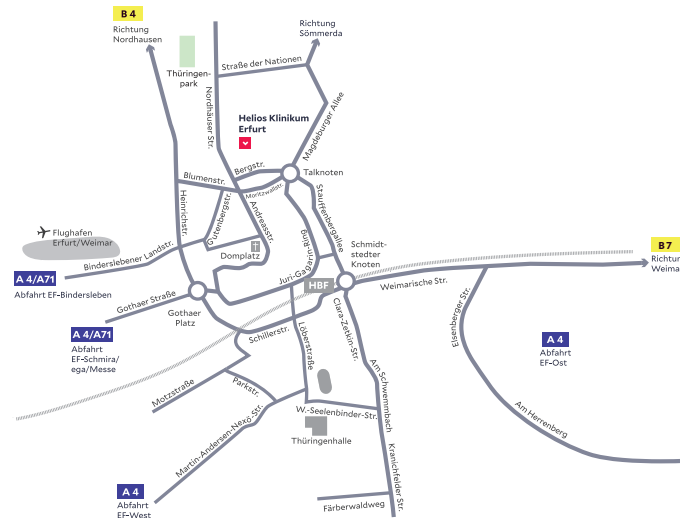 B 4
Richtung
Nordhausen
Richtung
Sömmerda
Thüringen-
park
Straße der Nationen
Nordhäuser Str.
Helios Klinikum
Erfurt
Magdeburger Allee
Bergstr.
Talknoten
Blumenstr.
Moritzwallstr.
Heinrichstr.
Gutenbergstr.
Andreasstr.
Stauffenbergallee
Flughafen
Erfurt/Weimar
Domplatz
Juri-Gagarin-Ring
Schmidt-
stedter
Knoten
B 7
Richtu
Weima
Binderslebener Landstr.
A 4/A71
Abfahrt EF-Bindersleben
HBF
Weimarische Str.
Gothaer Straße
Gothaer
Platz
A 4/A71
Abfahrt
EF-Schmira/
ega/Messe
Schillerstr.
Löberstraße
Clara-Zetkin-Str.
Eisenberger Str.
A 4
Abfahrt
EF-Ost
Motzstraße
Parkstr.
Am Schwemmbach
W.-Seelenbinder-Str.
Am Herrenberg
Martin-Andersen-Nexö-Str.
Thüringenhalle
Kranichfelder Str.
A 4
Abfahrt
EF-West
Färberwaldweg